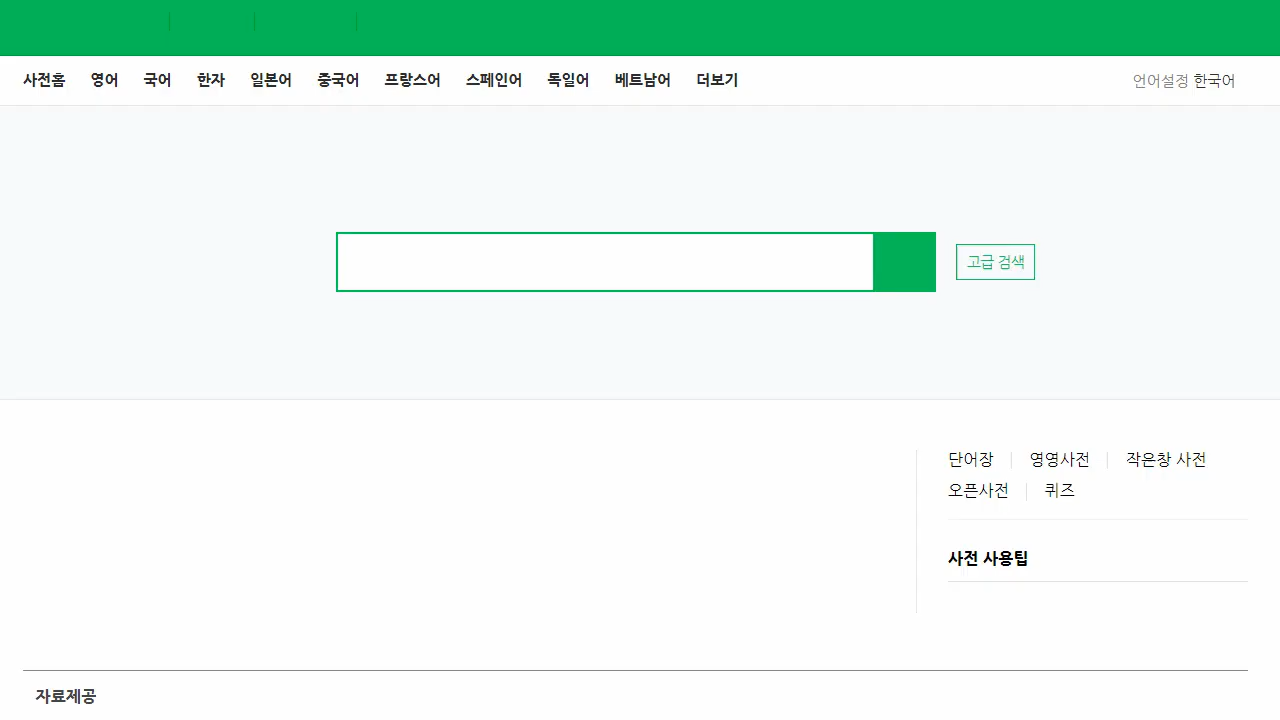 사전홈 영어 국어 한자 일본어 중국어 프랑스어 스페인어 독일어 베트남어 더보기 언어설정 한국어
고급 검색
단어장 영영사전 작은창 사전
오픈사전 퀴즈
사전 사용팁
자료제공